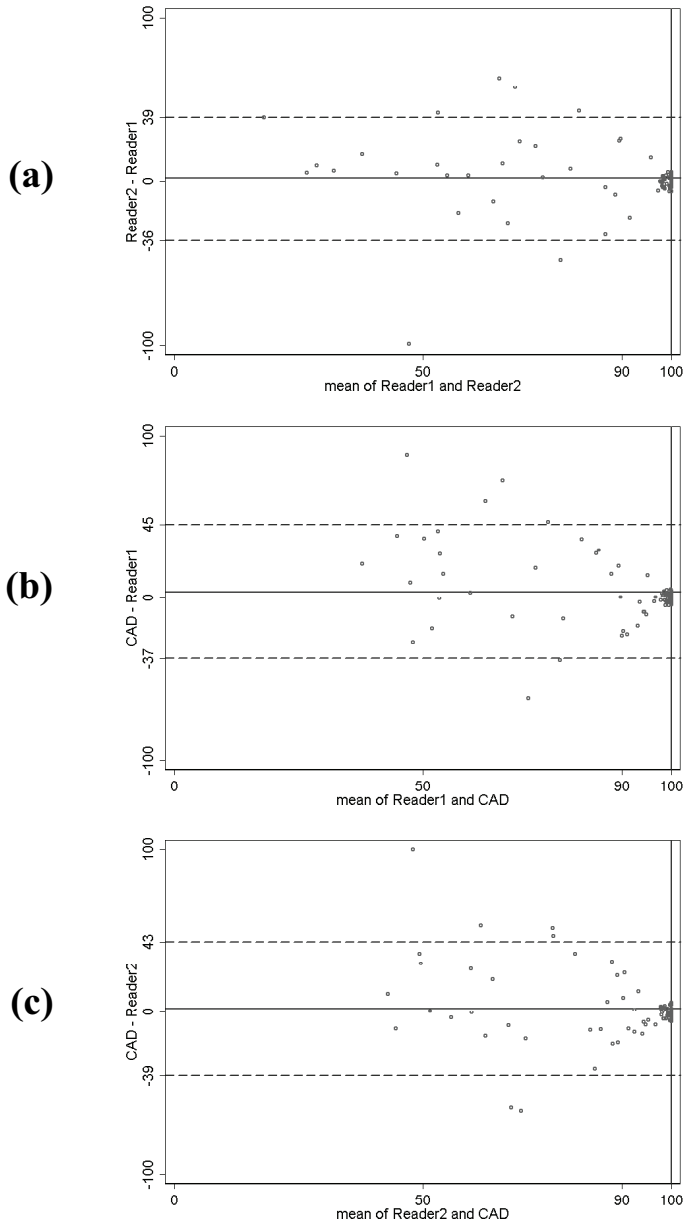 (a)
Reader2 - Reader1
100
39
0
-36
-100
0 50 90 100
mean of Reader1 and Reader2
(b)
CAD - Reader1
100
45
0
-37
-100
0 50 90 100
mean of Reader1 and CAD
(c)
CAD - Reader2
100
43
0
-39
-100
0 50 90 100
mean of Reader2 and CAD